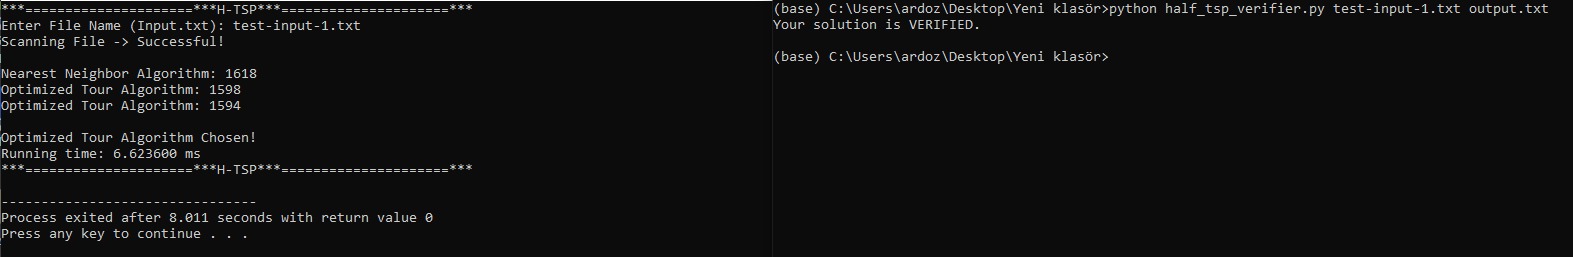 ***=====================***H-TSP***=====================***
Enter File Name (Input.txt): test-input-1.txt
Scanning File -> Successful!
Nearest Neighbor Algorithm: 1618
Optimized Tour Algorithm: 1598
Optimized Tour Algorithm: 1594
Optimized Tour Algorithm Chosen!
Running time: 6.623600 ms
***=====================***H-TSP***=====================***
--------------------------------
Process exited after 8.011 seconds with return value 0
Press any key to continue . . .
(base) C:\Users\ardoz\Desktop\Yeni klasör>python half_tsp_verifier.py test-input-1.txt output.txt
Your solution is VERIFIED.
(base) C:\Users\ardoz\Desktop\Yeni klasör>